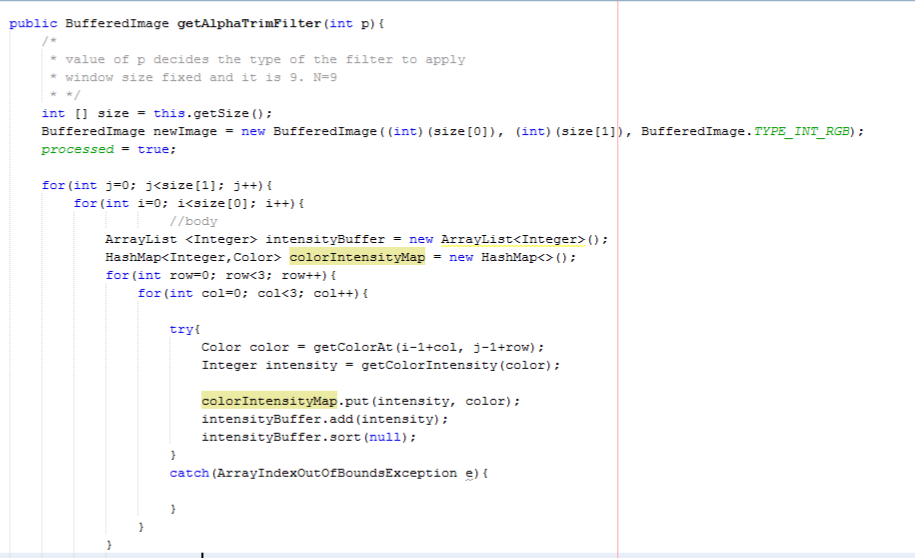 public BufferedImage getAlphaTrimFilter(int p){
/*
* value of p decides the type of the filter to apply
* window size fixed and it is 9. N=9
* */
int [] size = this.getSize();
BufferedImage newImage = new BufferedImage((int)(size[0]), (int)(size[1]), BufferedImage.TYPE_INT_RGB);
processed = true;
for(int j=0; j<size[1]; j++){
for(int i=0; i<size[0]; i++){
//body
ArrayList <Integer> intensityBuffer = new ArrayList<Integer>();
HashMap<Integer,Color> colorIntensityMap = new HashMap<>();
for(int row=0; row<3; row++){
for(int col=0; col<3; col++){
try{
Color color = getColorAt(i-1+col, j-1+row);
Integer intensity = getColorIntensity(color);
colorIntensityMap.put(intensity, color);
intensityBuffer.add(intensity);
intensityBuffer.sort(null);
}
catch(ArrayIndexOutOfBoundsException e){
}
}
}